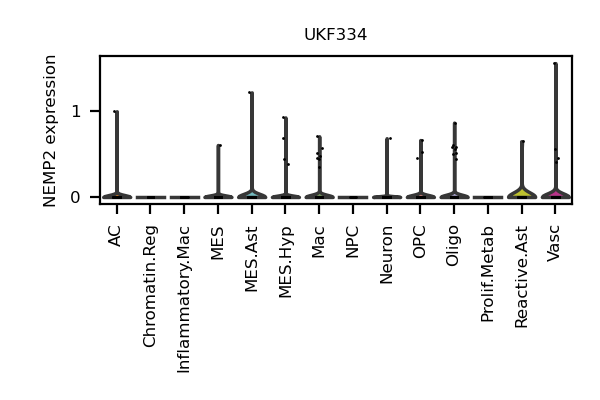 UKF334
NEMP2 expression
1
0
AC
Chromatin.Reg
Inflammatory.Mac
MES
MES.Ast
MES.Hyp
Mac
NPC
Neuron
OPC
Oligo
Prolif.Metab
Reactive.Ast
Vasc